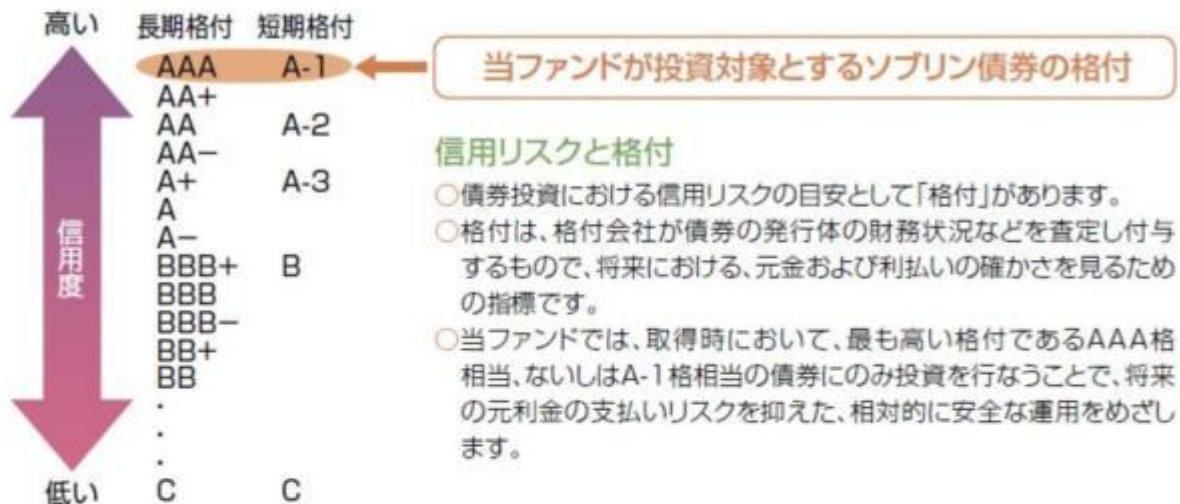 高い 長期格付 短期格付
AAA A-1
当ファンドが投資対象とするソブリン債券の格付
AA+
AA A-2
AA−
A+ A-3
A
A−
BBB+ B
BBB
BBB−
BB+
BB
・
・
・
低い C C
信用度
信用リスクと格付
○債券投資における信用リスクの目安として「格付」があります。
○格付は、格付会社が債券の発行体の財務状況などを査定し付与
するもので、将来における、元金および利払いの確かさを見るため
の指標です。
○当ファンドでは、取得時において、最も高い格付であるAAA格
相当、ないしはA-1格相当の債券にのみ投資を行なうことで、将来
の元利金の支払いリスクを抑えた、相対的に安全な運用をめざし
ます。